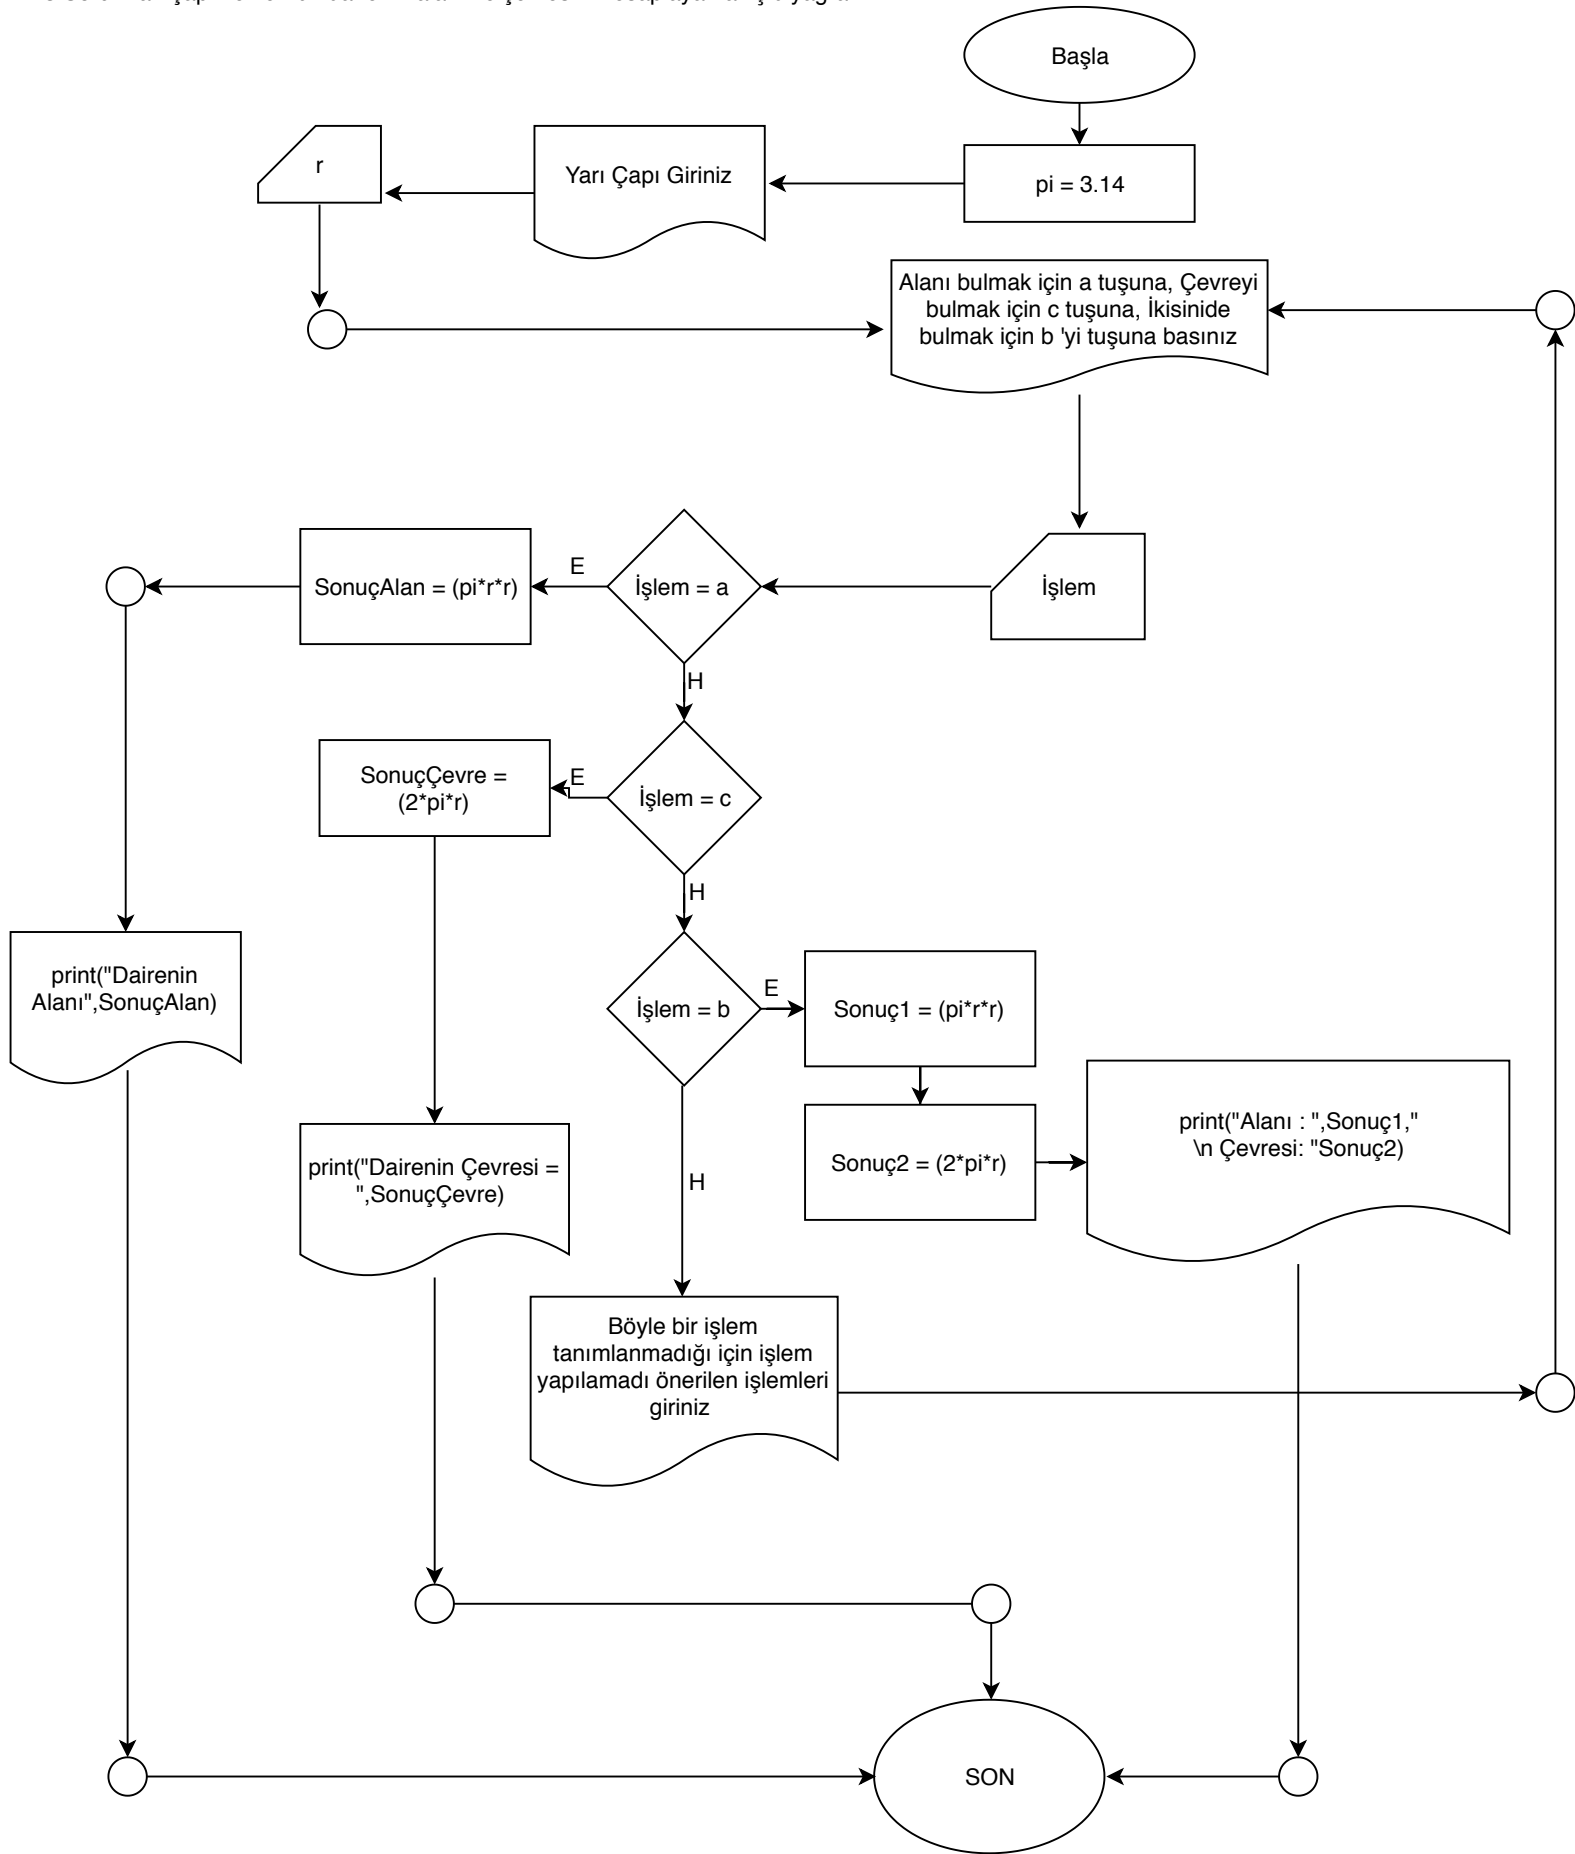 Başla
pi = 3.14
Yarı Çapı Giriniz
r
Alanı bulmak için a tuşuna, Çevreyi
bulmak için c tuşuna, İkisinide
bulmak için b 'yi tuşuna basınız
İşlem
İşlem = a
E
SonuçAlan = (pi*r*r)
H
İşlem = c
E
SonuçÇevre =
(2*pi*r)
H
İşlem = b
E
Sonuç1 = (pi*r*r)
Sonuç2 = (2*pi*r)
print("Alanı : ",Sonuç1,"
\n Çevresi: "Sonuç2)
print("Dairenin
Alanı",SonuçAlan)
print("Dairenin Çevresi =
",SonuçÇevre)
H
Böyle bir işlem
tanımlanmadığı için işlem
yapılamadı önerilen işlemleri
giriniz
SON